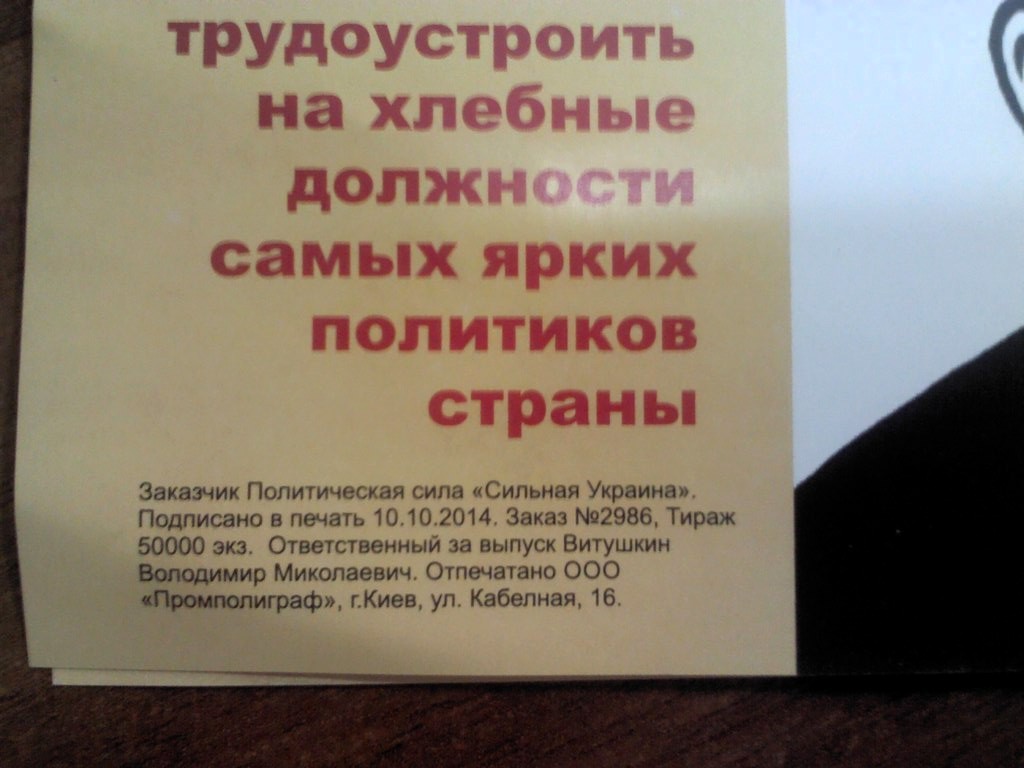 трудоустроить
на хлебные
должности
самых ярких
политиков
страны
Заказчик Политическая сила «Сильная Украина».
Подписано в печать 10.10.2014. Заказ №2986, Тираж
50000 экз. Ответственный за выпуск Витушкин
Володимир Миколаевич. Отпечатано ООО
«Промполиграф», г.Киев, ул. Кабельная, 16.